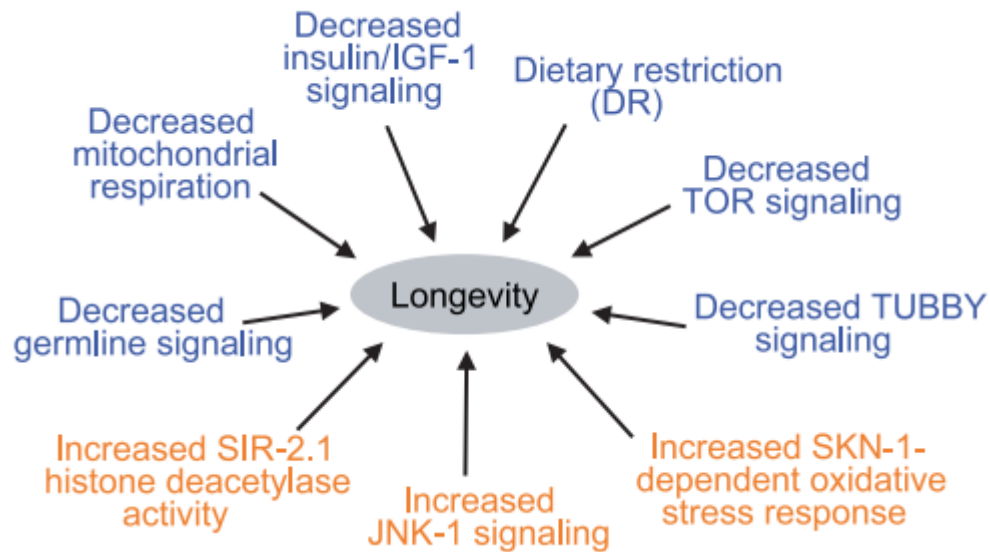 Decreased
insulin/IGF-1
signaling
Dietary restriction
(DR)
Decreased
mitochondrial
respiration
Decreased
TOR signaling
Longevity
Decreased
germline signaling
Decreased TUBBY
signaling
Increased SIR-2.1
histone deacetylase
activity
Increased
JNK-1 signaling
Increased SKN-1-
dependent oxidative
stress response